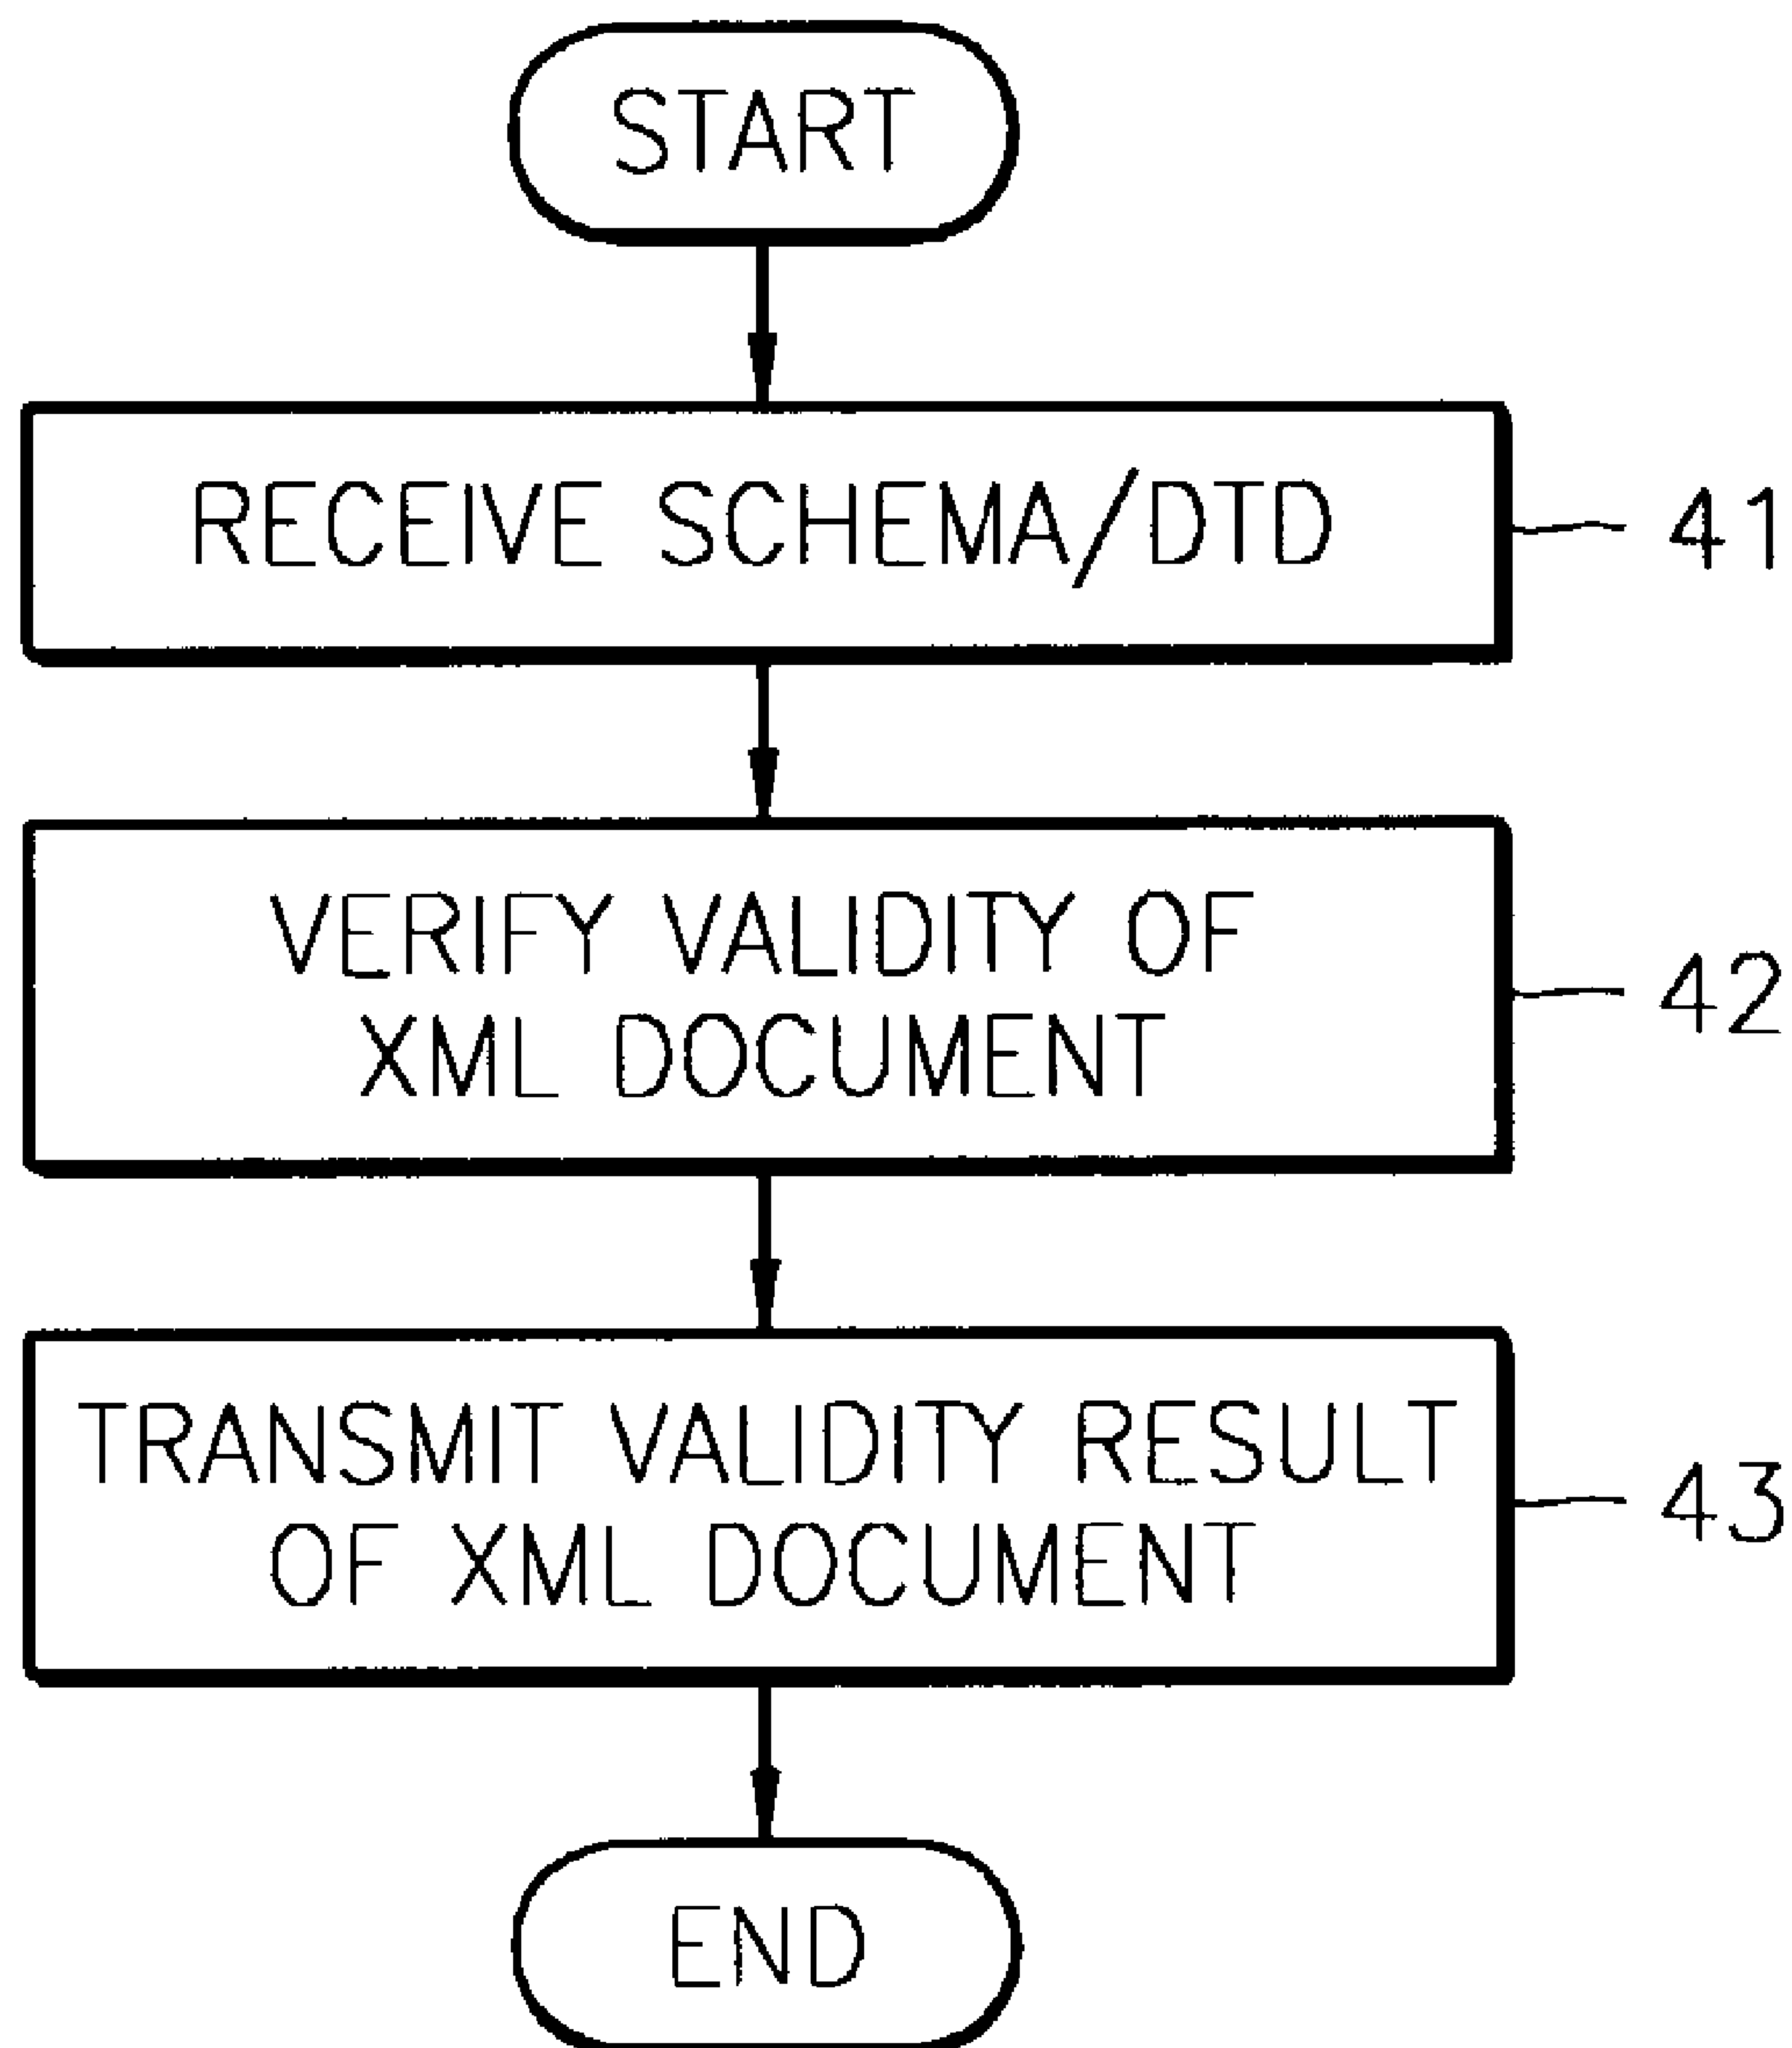 START
RECEIVE SCHEMA/DTD
41
VERIFY VALIDITY OF
XML DOCUMENT
42
TRANSMIT VALIDITY RESULT
OF XML DOCUMENT
43
END